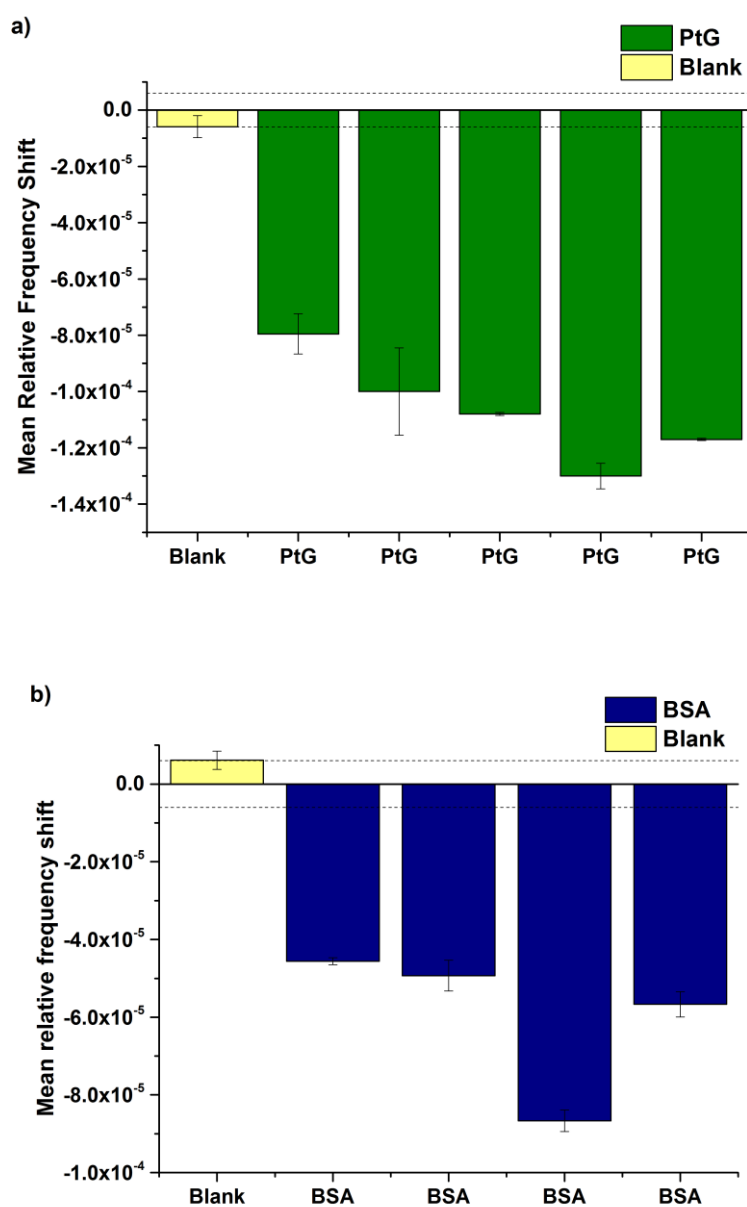 a)
PtG
Blank
Mean Relative Frequency Shift
0.0
-2.0x10⁻⁵
-4.0x10⁻⁵
-6.0x10⁻⁵
-8.0x10⁻⁵
-1.0x10⁻⁴
-1.2x10⁻⁴
-1.4x10⁻⁴
Blank PtG PtG PtG PtG PtG
b)
BSA
Blank
Mean relative frequency shift
0.0
-2.0x10⁻⁵
-4.0x10⁻⁵
-6.0x10⁻⁵
-8.0x10⁻⁵
-1.0x10⁻⁴
Blank BSA BSA BSA BSA